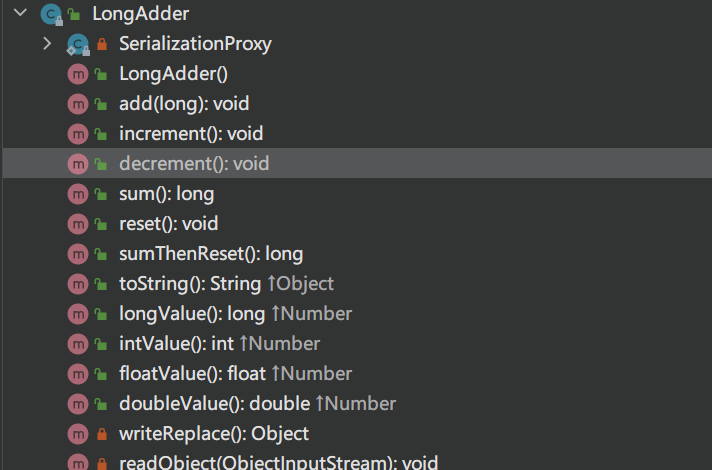 LongAdder
SerializationProxy
LongAdder()
add(long): void
increment(): void
decrement(): void
sum(): long
reset(): void
sumThenReset(): long
toString(): String ↑Object
longValue(): long ↑Number
intValue(): int ↑Number
floatValue(): float ↑Number
doubleValue(): double ↑Number
writeReplace(): Object
readObject(ObjectInputStream): void